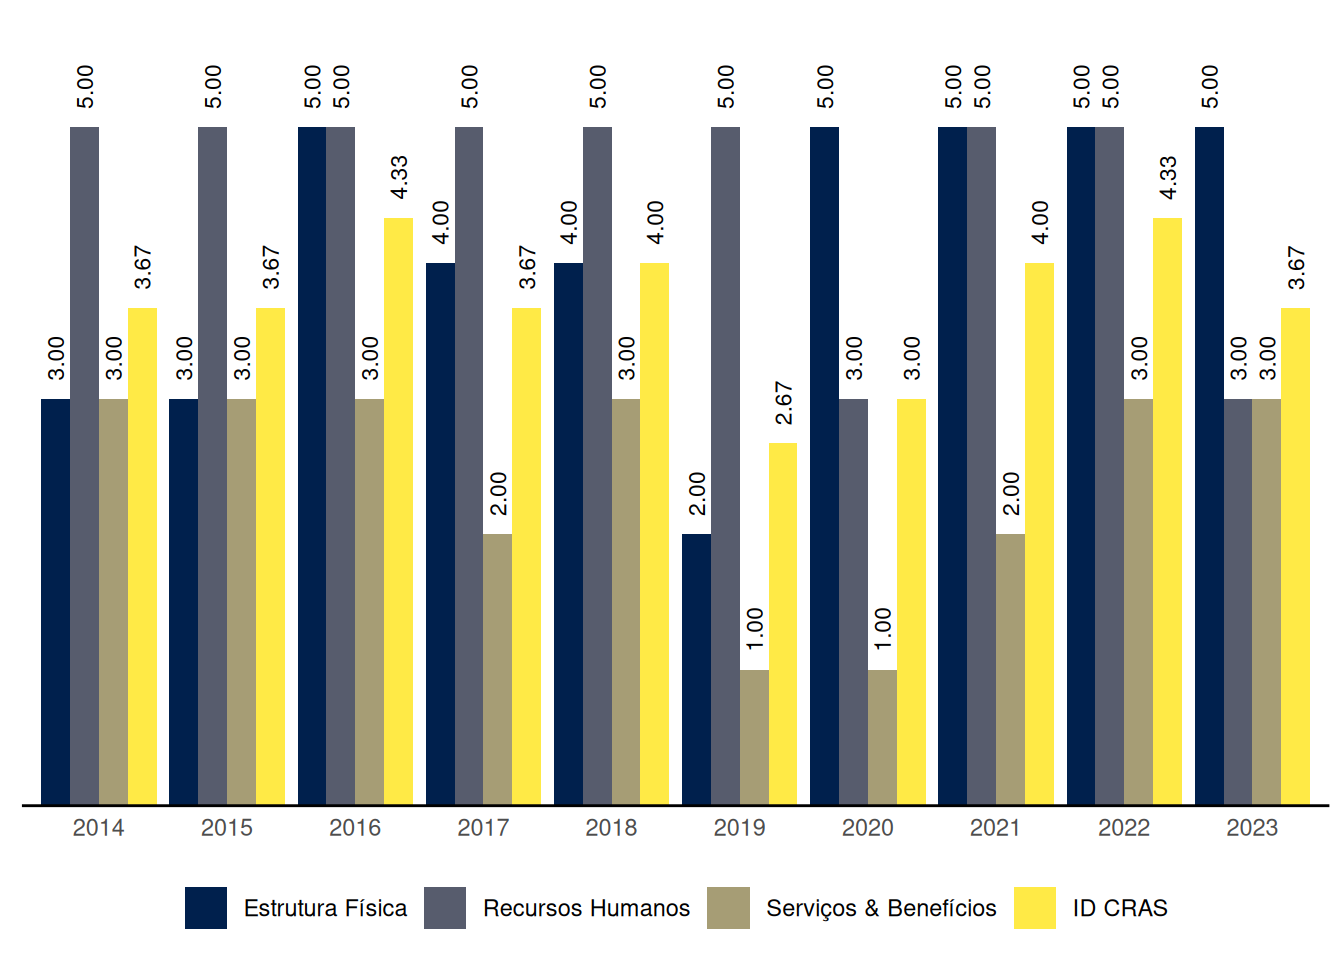 5.00 5.00 5.00 5.00 5.00 5.00 5.00 5.00 5.00 5.00 5.00 5.00 5.00
4.33 4.33
4.00 4.00 4.00 4.00
3.67 3.67 3.67 3.67
3.00 3.00 3.00 3.00 3.00 3.00 3.00 3.00 3.00 3.00 3.00
2.67
2.00 2.00 2.00
1.00 1.00
2014 2015 2016 2017 2018 2019 2020 2021 2022 2023
Estrutura Física Recursos Humanos Serviços & Benefícios ID CRAS